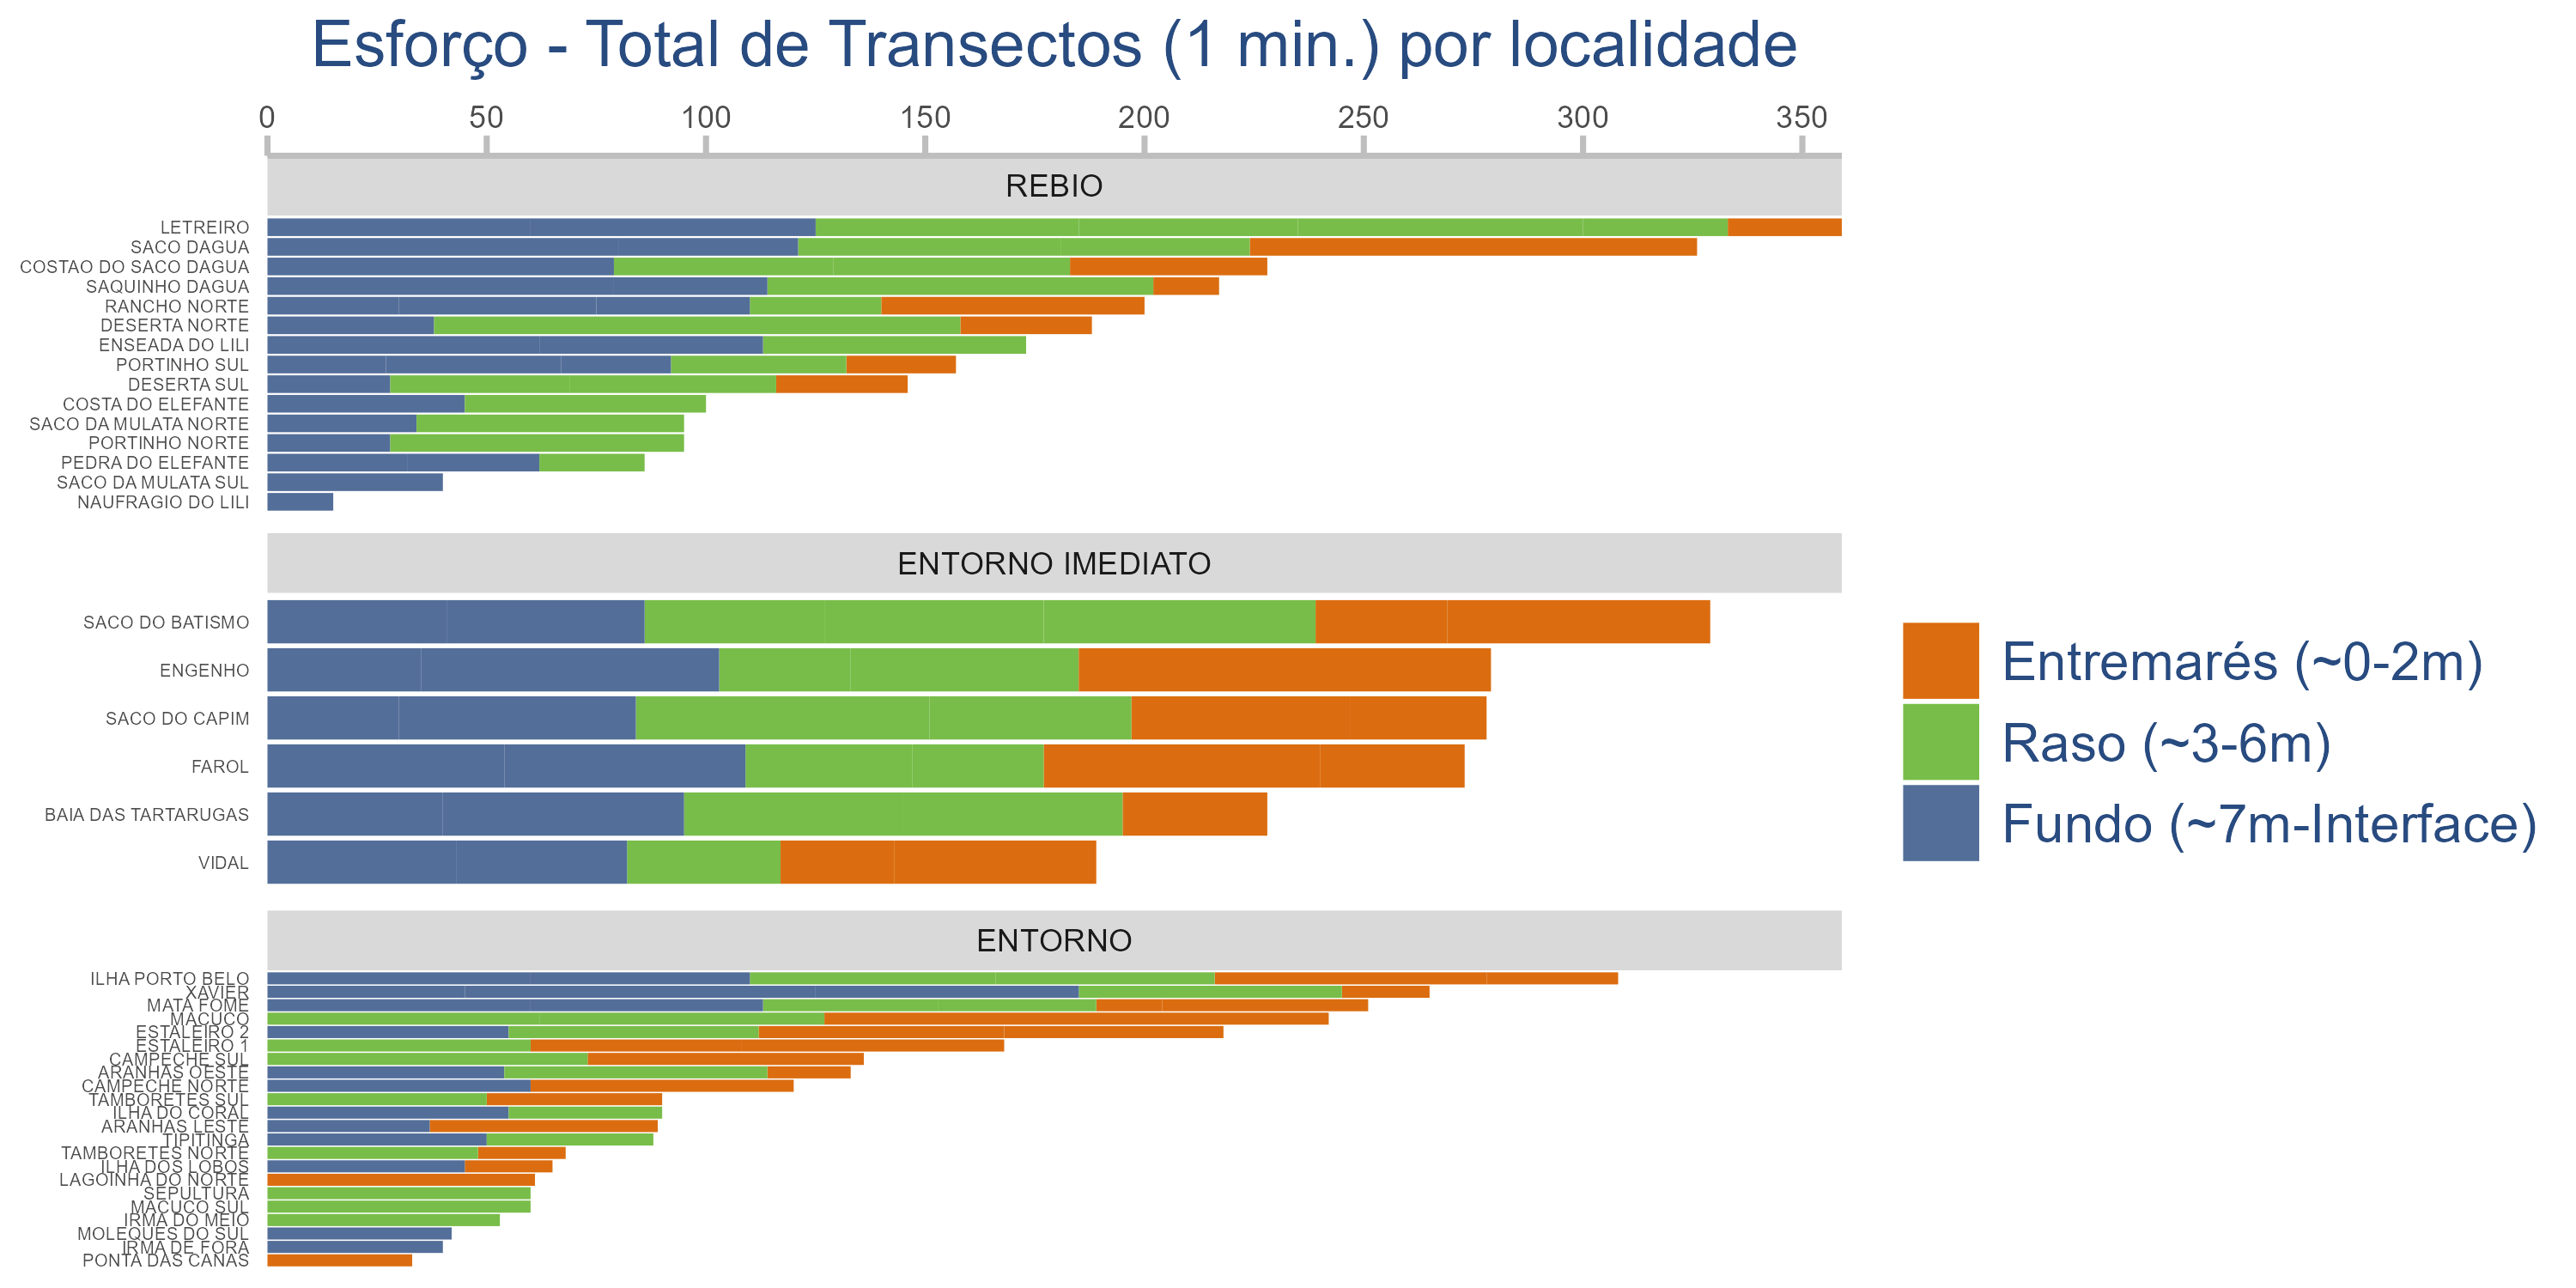 Esforço - Total de Transectos (1 min.) por localidade
0 50 100 150 200 250 300 350
REBIO
LETREIRO
SACO DAGUA
COSTAO DO SACO DAGUA
SAQUINHO DAGUA
RANCHO NORTE
DESERTA NORTE
ENSEADA DO LILI
PORTINHO SUL
DESERTA SUL
COSTA DO ELEFANTE
SACO DA MULATA NORTE
PORTINHO NORTE
PEDRA DO ELEFANTE
SACO DA MULATA SUL
NAUFRAGIO DO LILI
ENTORNO IMEDIATO
SACO DO BATISMO
ENGENHO
SACO DO CAPIM
FAROL
BAIA DAS TARTARUGAS
VIDAL
ENTORNO
ILHA PORTO BELO
XAVIER
MATA FOME
MACUCO
ESTALEIRO 2
ESTALEIRO 1
CAMPECHE SUL
ARANHAS OESTE
CAMPECHE NORTE
TAMBORETES SUL
ILHA DO CORAL
ARANHAS LESTE
TIPITINGA
TAMBORETES NORTE
ILHA DOS LOBOS
LAGOINHA DO NORTE
SEPULTURA
MACUCO SUL
IRMA DO MEIO
MOLEQUES DO SUL
IRMA DE FORA
PONTA DAS CANAS
Entremarés (~0-2m)
Raso (~3-6m)
Fundo (~7m-Interface)